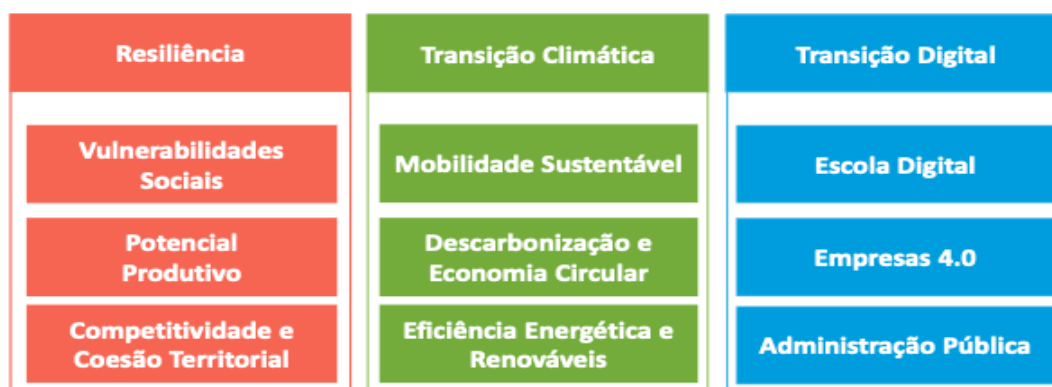 Resiliência
Vulnerabilidades
Sociais
Potencial
Produtivo
Competitividade e
Coesão Territorial
Transição Climática
Mobilidade Sustentável
Descarbonização e
Economia Circular
Eficiência Energética e
Renováveis
Transição Digital
Escola Digital
Empresas 4.0
Administração Pública